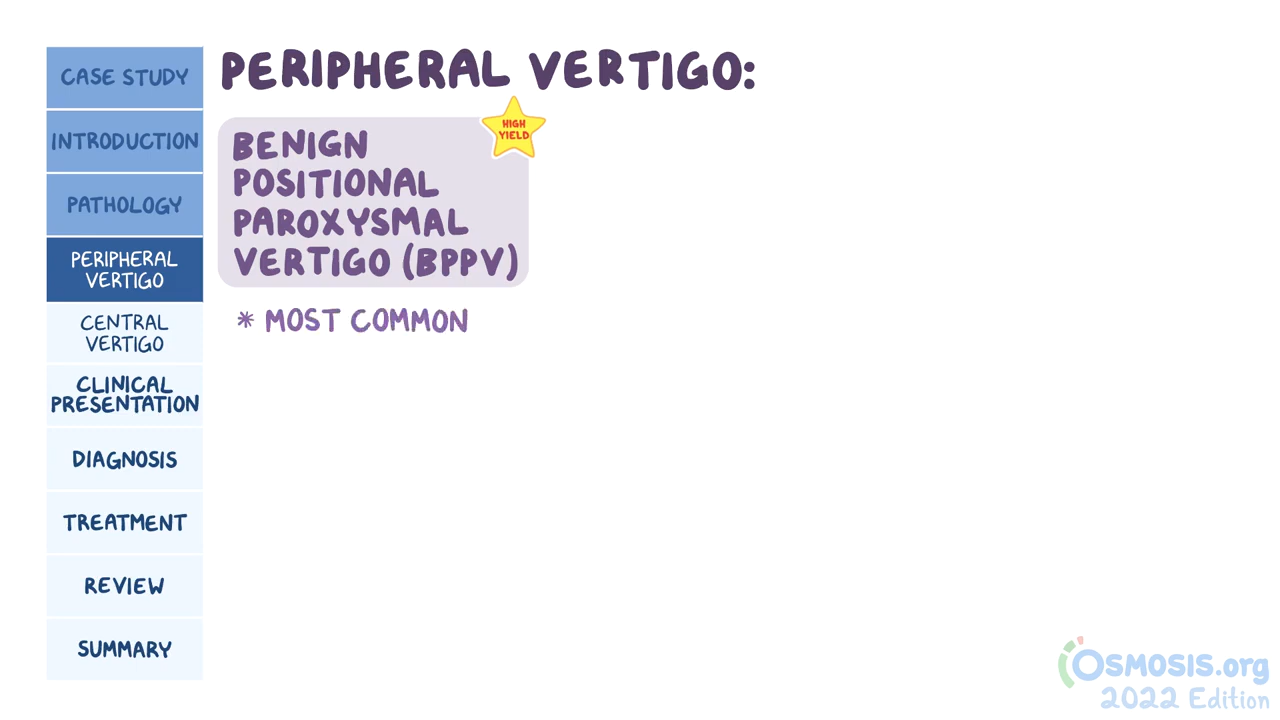 CASE STUDY
INTRODUCTION
PATHOLOGY
PERIPHERAL
VERTIGO
CENTRAL
VERTIGO
CLINICAL
PRESENTATION
DIAGNOSIS
TREATMENT
REVIEW
SUMMARY
PERIPHERAL VERTIGO:
HIGH
YIELD
BENIGN
POSITIONAL
PAROXYSMAL
VERTIGO (BPPV)
* MOST COMMON
OSMOSIS.org
2022 Edition